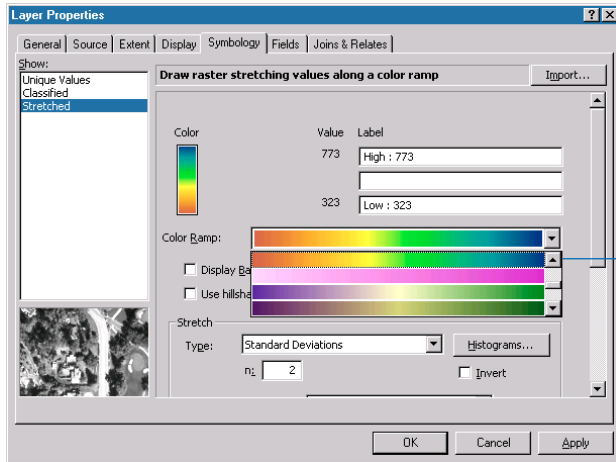 Layer Properties
General Source Extent Display Symbology Fields Joins & Relates
Show:
Unique Values
Classified
Stretched
Draw raster stretching values along a color ramp
Import...
Color Value Label
773 High : 773
323 Low : 323
Color Ramp:
Display Ba
Use hillsha
Stretch
Type: Standard Deviations Histograms...
n: 2 Invert
OK Cancel Apply